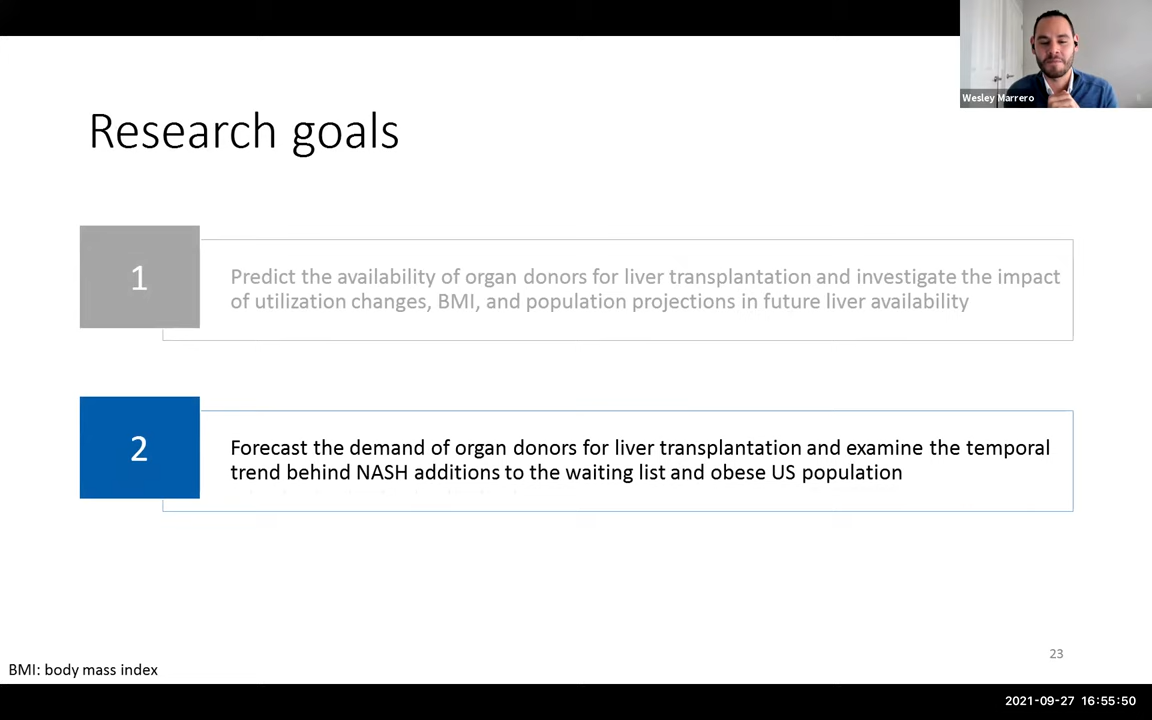 Wesley Marrero
Research goals
1
Predict the availability of organ donors for liver transplantation and investigate the impact
of utilization changes, BMI, and population projections in future liver availability
2
Forecast the demand of organ donors for liver transplantation and examine the temporal
trend behind NASH additions to the waiting list and obese US population
23
BMI: body mass index
2021-09-27 16:55:50